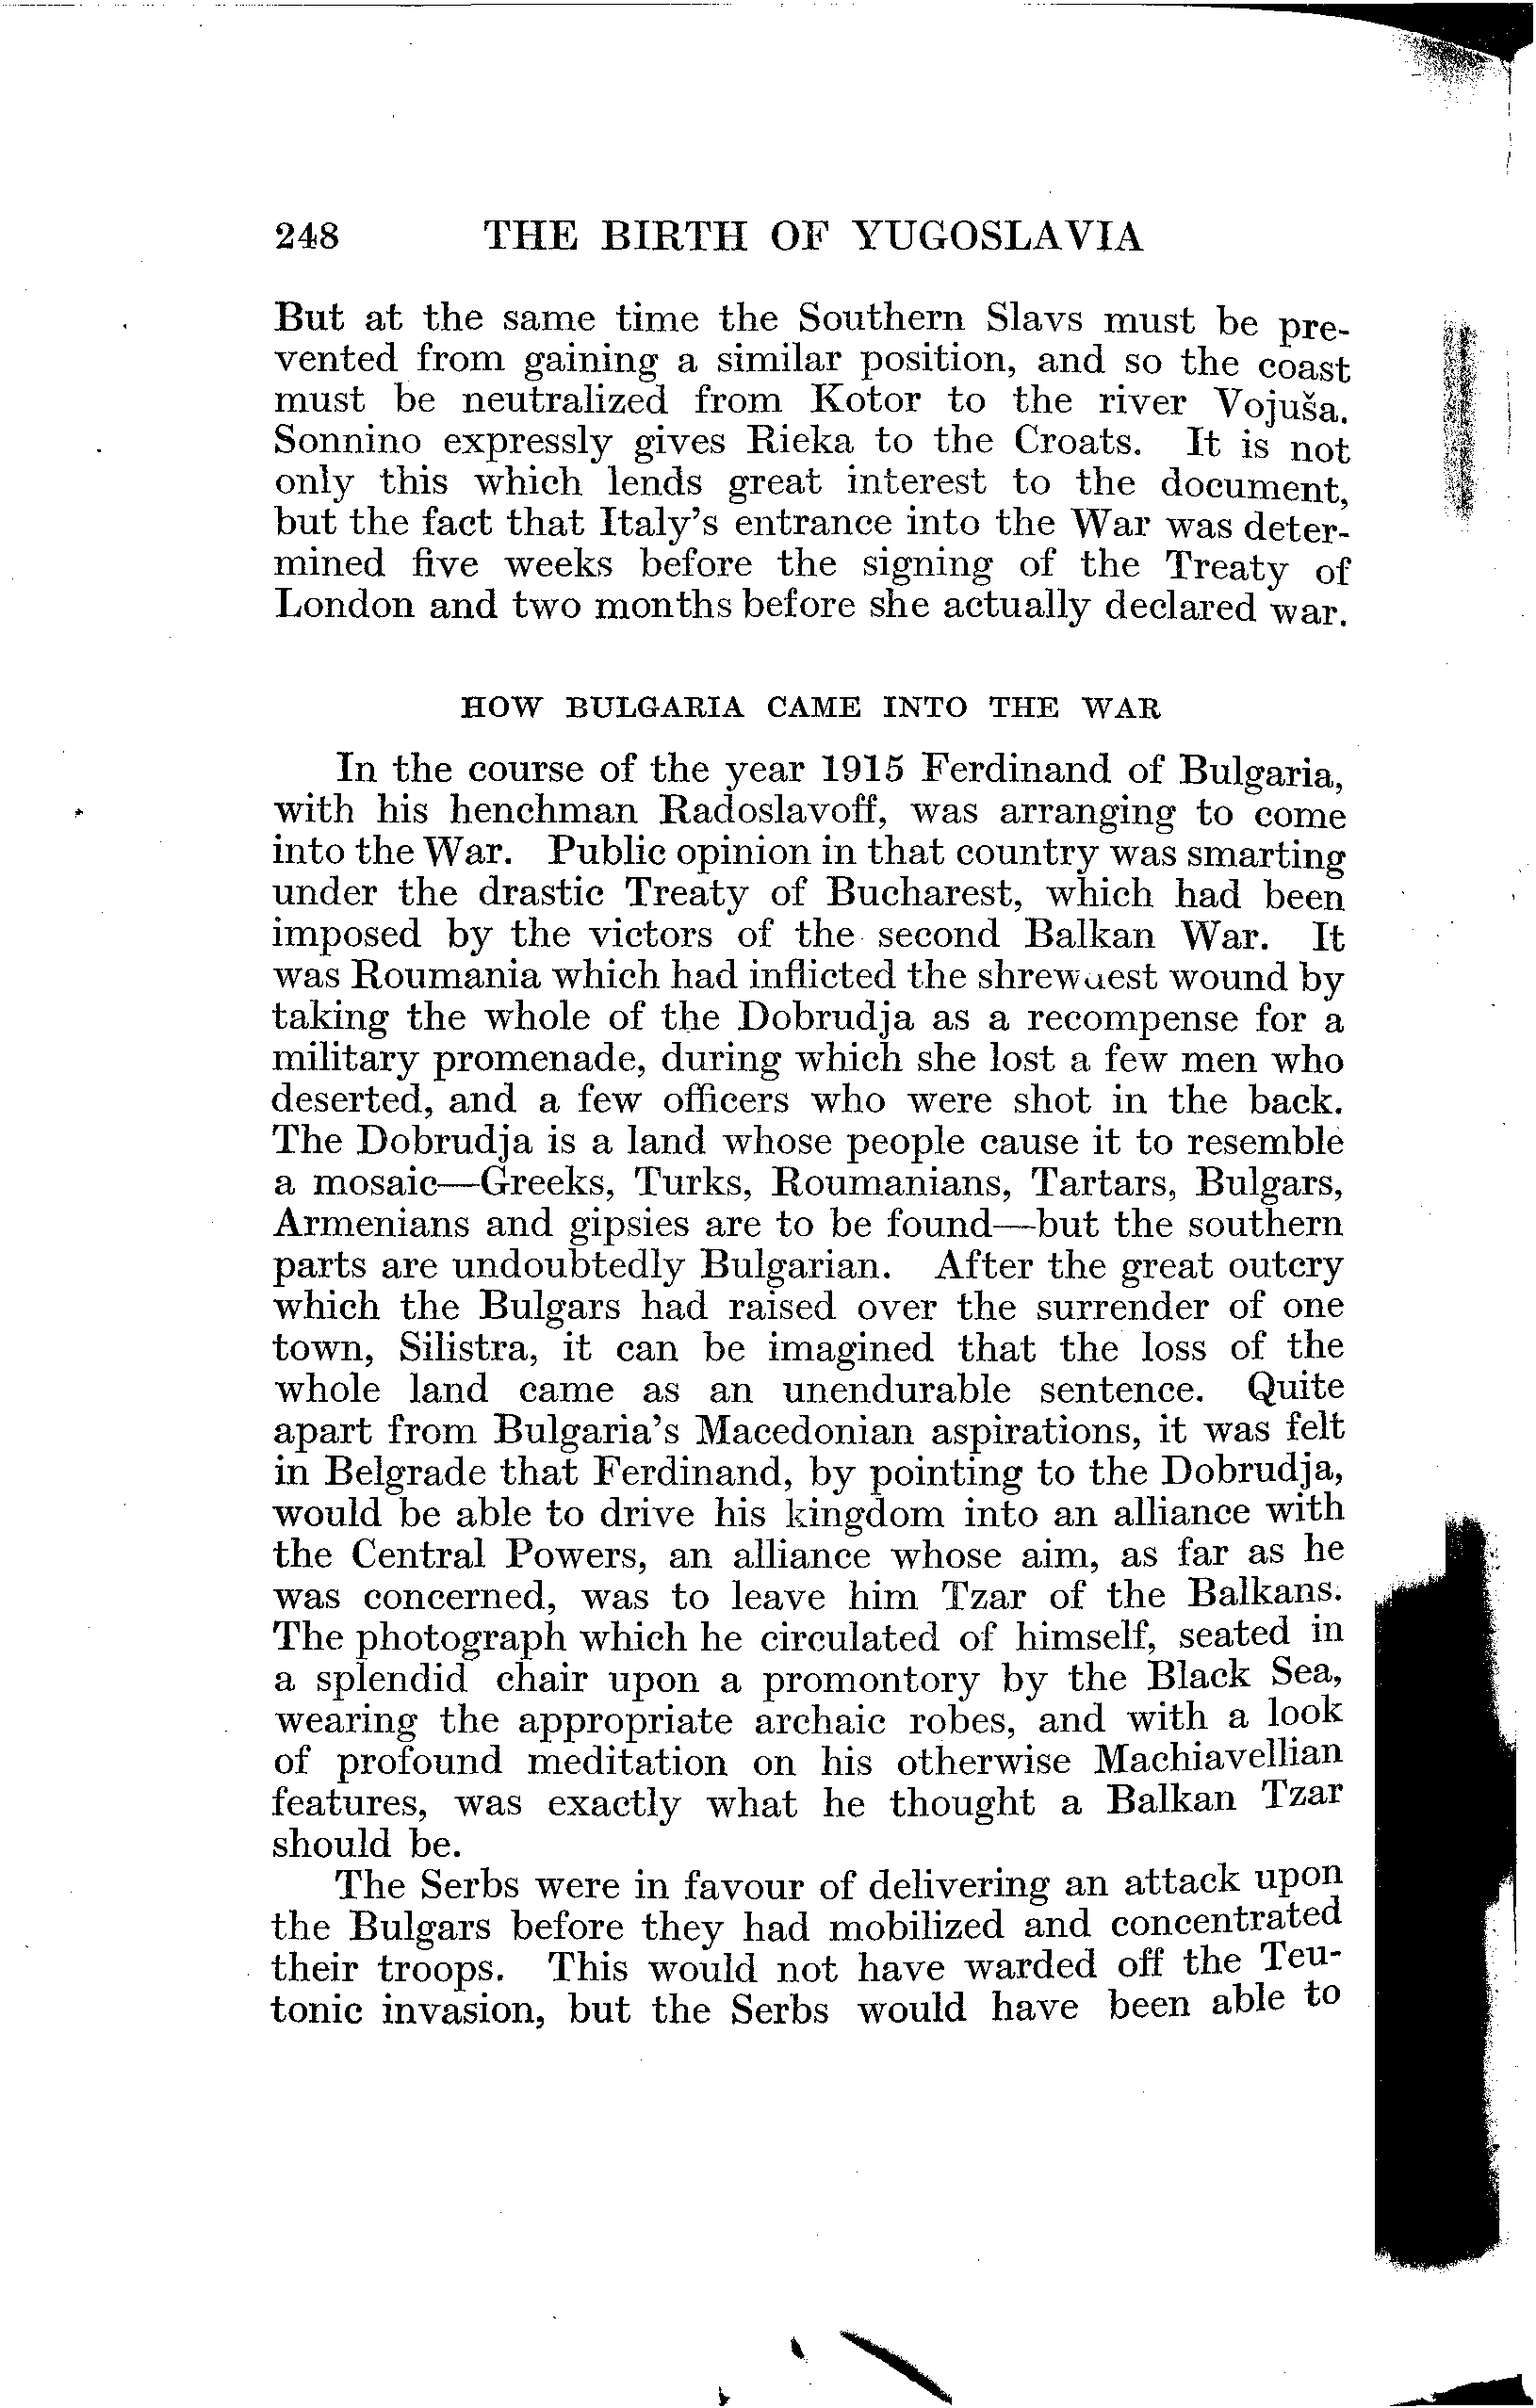 248 THE BIRTH OF YUGOSLAVIA
But at the same time the Southern Slavs must be pre-
vented from gaining a similar position, and so the coast
must be neutralized from Kotor to the river Vojuša.
Sonnino expressly gives Rieka to the Croats. It is not
only this which lends great interest to the document,
but the fact that Italy's entrance into the War was deter-
mined five weeks before the signing of the Treaty of
London and two months before she actually declared war.
HOW BULGARIA CAME INTO THE WAR
In the course of the year 1915 Ferdinand of Bulgaria,
with his henchman Radoslavoff, was arranging to come
into the War. Public opinion in that country was smarting
under the drastic Treaty of Bucharest, which had been
imposed by the victors of the second Balkan War. It
was Roumania which had inflicted the shrewdest wound by
taking the whole of the Dobrudja as a recompense for a
military promenade, during which she lost a few men who
deserted, and a few officers who were shot in the back.
The Dobrudja is a land whose people cause it to resemble
a mosaic—Greeks, Turks, Roumanians, Tartars, Bulgars,
Armenians and gipsies are to be found—but the southern
parts are undoubtedly Bulgarian. After the great outcry
which the Bulgars had raised over the surrender of one
town, Silistra, it can be imagined that the loss of the
whole land came as an unendurable sentence. Quite
apart from Bulgaria's Macedonian aspirations, it was felt
in Belgrade that Ferdinand, by pointing to the Dobrudja,
would be able to drive his kingdom into an alliance with
the Central Powers, an alliance whose aim, as far as he
was concerned, was to leave him Tzar of the Balkans.
The photograph which he circulated of himself, seated in
a splendid chair upon a promontory by the Black Sea,
wearing the appropriate archaic robes, and with a look
of profound meditation on his otherwise Machiavellian
features, was exactly what he thought a Balkan Tzar
should be.
The Serbs were in favour of delivering an attack upon
the Bulgars before they had mobilized and concentrated
their troops. This would not have warded off the Teu-
tonic invasion, but the Serbs would have been able to